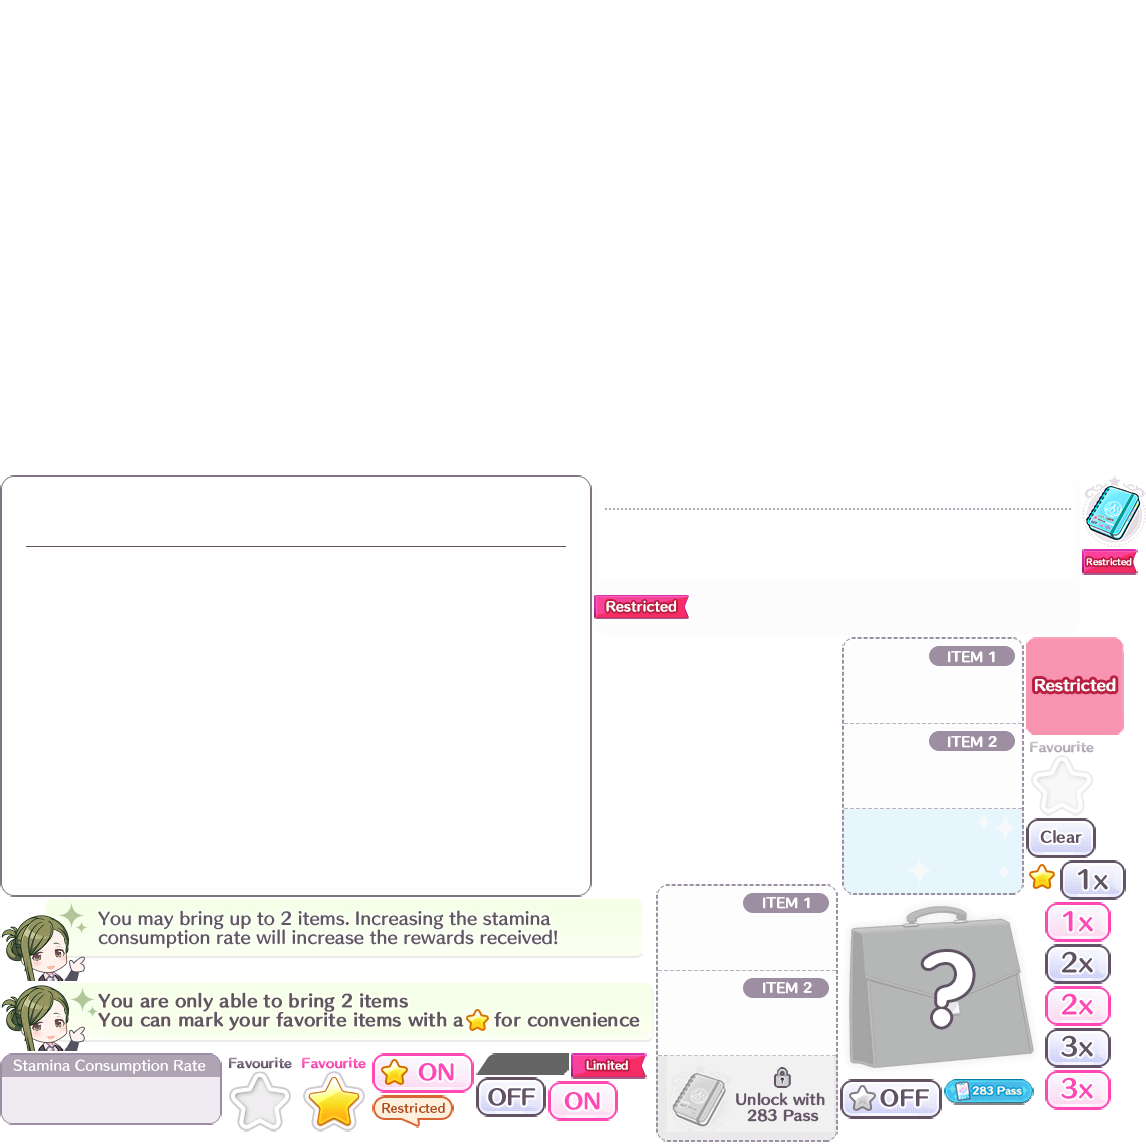 Restricted
Restricted
ITEM 1
Restricted
ITEM 2
Favourite
Clear
1x
ITEM 1
1x
You may bring up to 2 items. Increasing the stamina
consumption rate will increase the rewards received!
2x
ITEM 2
2x
You are only able to bring 2 items
You can mark your favorite items with a for convenience
3x
Stamina Consumption Rate
Favourite
Favourite
ON
Limited
Restricted
OFF
ON
Unlock with
283 Pass
OFF
283 Pass
3x